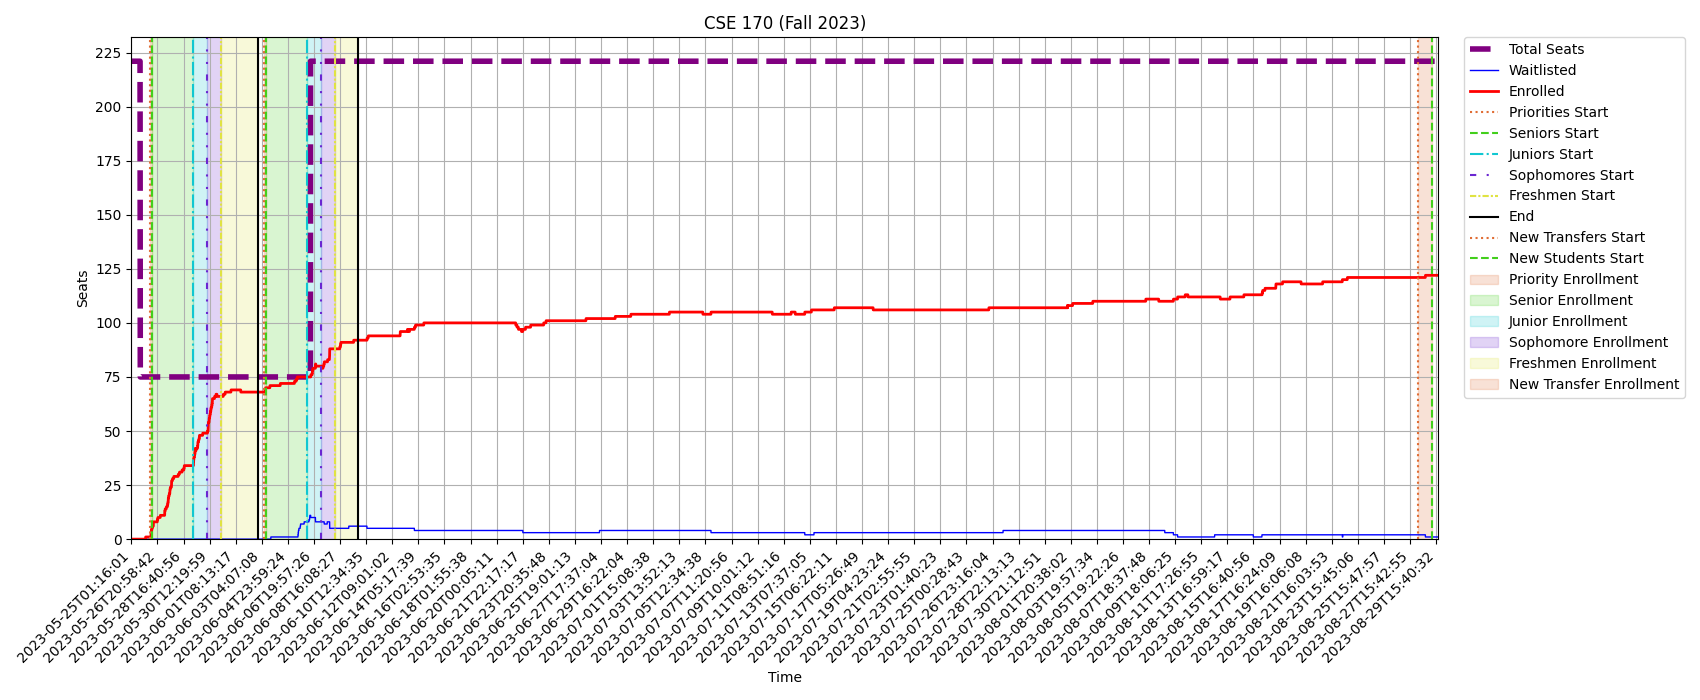 CSE 170 (Fall 2023)
Seats
225
200
175
150
125
100
75
50
25
0
2023-05-25T01:16:01
2023-05-26T20:58:42
2023-05-28T16:40:56
2023-05-30T12:19:59
2023-06-01T08:13:17
2023-06-03T04:07:08
2023-06-04T23:59:24
2023-06-06T19:57:26
2023-06-08T16:08:27
2023-06-10T12:34:35
2023-06-12T09:01:02
2023-06-14T05:17:39
2023-06-16T02:53:35
2023-06-18T01:55:38
2023-06-20T00:05:11
2023-06-21T22:17:17
2023-06-23T20:35:48
2023-06-25T19:01:13
2023-06-27T17:37:04
2023-06-29T16:22:04
2023-07-01T15:08:38
2023-07-03T13:52:13
2023-07-05T12:34:38
2023-07-07T11:20:56
2023-07-09T10:01:12
2023-07-11T08:51:16
2023-07-13T07:37:05
2023-07-15T06:22:11
2023-07-17T05:26:49
2023-07-19T04:23:24
2023-07-21T02:55:55
2023-07-23T01:40:23
2023-07-25T00:28:43
2023-07-26T23:16:04
2023-07-28T22:13:13
2023-07-30T21:12:51
2023-08-01T20:38:02
2023-08-03T19:57:34
2023-08-05T19:22:26
2023-08-07T18:37:48
2023-08-09T18:06:25
2023-08-11T17:26:55
2023-08-13T16:59:17
2023-08-15T16:40:56
2023-08-17T16:24:09
2023-08-19T16:06:08
2023-08-21T16:03:53
2023-08-23T15:45:06
2023-08-25T15:47:57
2023-08-27T15:42:55
2023-08-29T15:40:32
Time
Total Seats
Waitlisted
Enrolled
Priorities Start
Seniors Start
Juniors Start
Sophomores Start
Freshmen Start
End
New Transfers Start
New Students Start
Priority Enrollment
Senior Enrollment
Junior Enrollment
Sophomore Enrollment
Freshmen Enrollment
New Transfer Enrollment